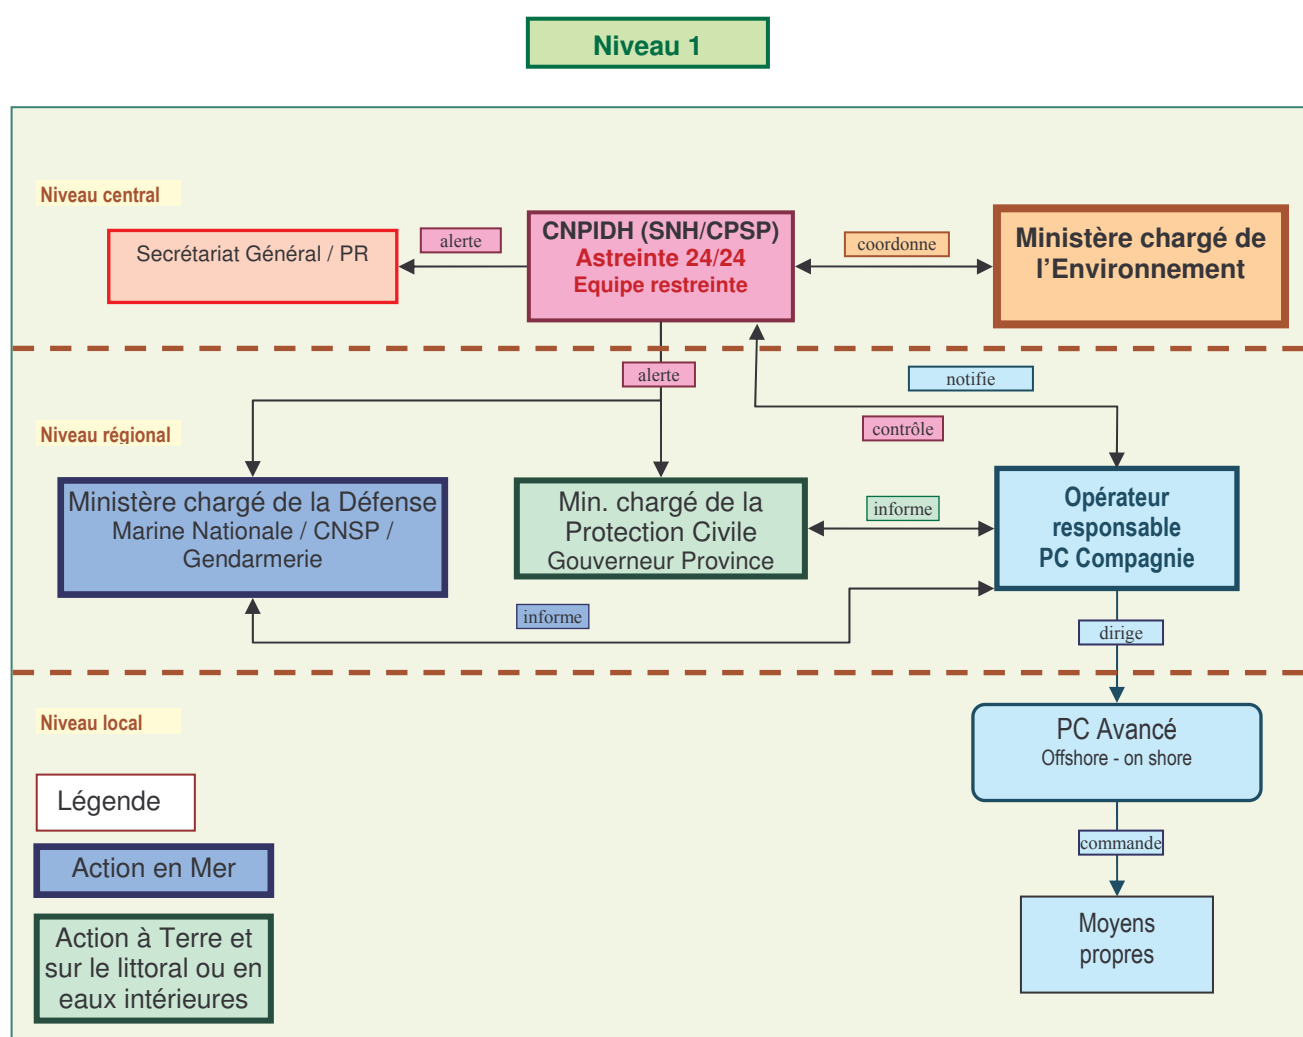 Niveau 1
Niveau central
Secrétariat Général / PR
alerte
CNPIDH (SNH/CPSP)
Astreinte 24/24
Equipe restreinte
coordonne
Ministère chargé de
l'Environnement
alerte
notifie
contrôle
Niveau régional
Ministère chargé de la Défense
Marine Nationale / CNSP /
Gendarmerie
Min. chargé de la
Protection Civile
Gouverneur Province
informe
Opérateur
responsable
PC Compagnie
informe
dirige
Niveau local
PC Avancé
Offshore - on shore
commande
Moyens
propres
Légende
Action en Mer
Action à Terre et
sur le littoral ou en
eaux intérieures